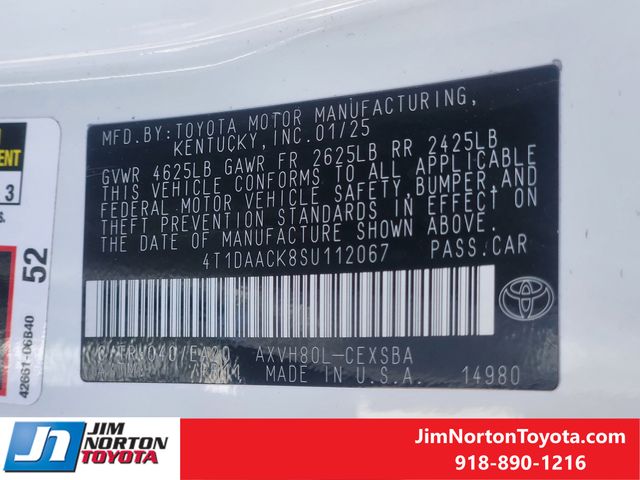 MFD.BY:TOYOTA MOTOR MANUFACTURING,
KENTUCKY, INC.01/25
GVWR 4625LB GAWR FR 2625LB RR 2425LB
THIS VEHICLE CONFORMS TO ALL APPLICABLE
FEDERAL MOTOR VEHICLE SAFETY, BUMPER, AND
THEFT PREVENTION STANDARDS IN EFFECT ON
THE DATE OF MANUFACTURE SHOWN ABOVE.
4T1DAACK8SU112067 PASS.CAR
AXVH80L-CEXSBA
MADE IN U.S.A. 14980
3
52
42661-06B40
JIM
NORTON
TOYOTA
JimNortonToyota.com
918-890-1216